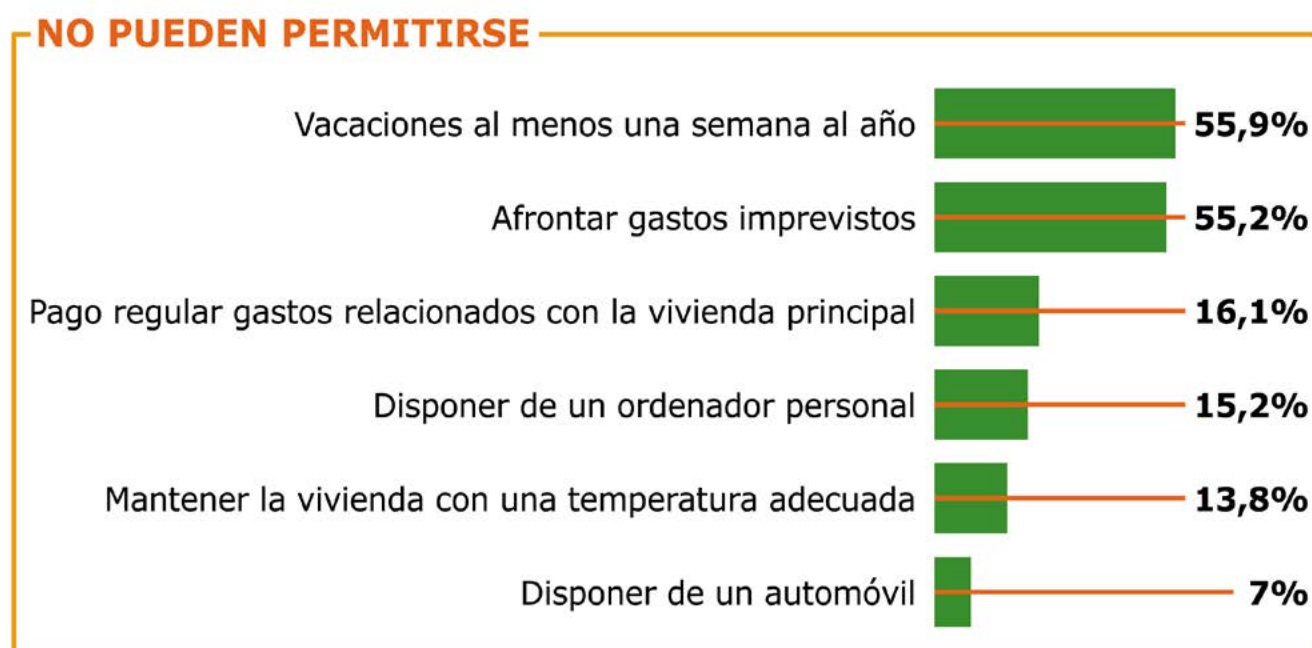 NO PUEDEN PERMITIRSE
Vacaciones al menos una semana al año 55,9%
Afrontar gastos imprevistos 55,2%
Pago regular gastos relacionados con la vivienda principal 16,1%
Disponer de un ordenador personal 15,2%
Mantener la vivienda con una temperatura adecuada 13,8%
Disponer de un automóvil 7%